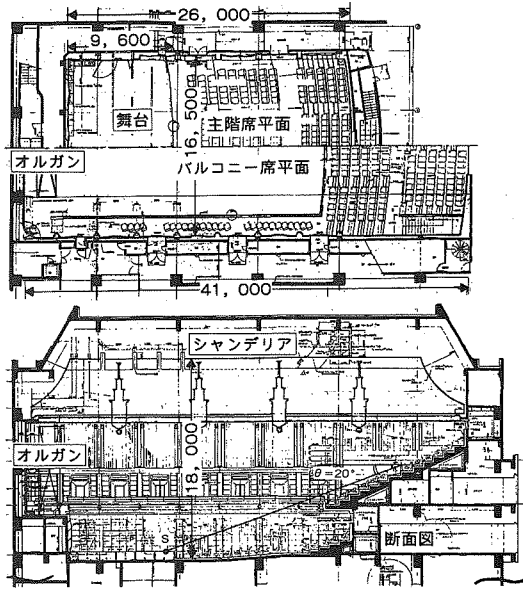 26, 000
9, 600
舞台
16, 500
主階席平面
オルガン
バルコニー席平面
41, 000
シャンデリア
オルガン
18, 000
θ=20°
S
断面図